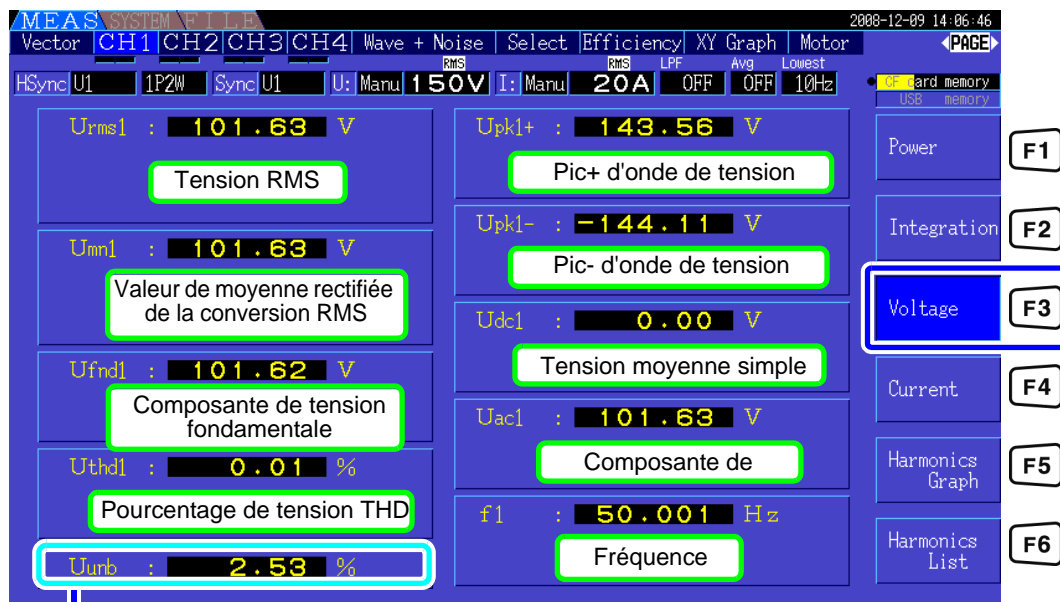 MEAS SYSTEM FILE 2008-12-09 14:06:46
Vector CH1 CH2 CH3 CH4 Wave + Noise Select Efficiency XY Graph Motor PAGE
RMS RMS LPF Avg Lowest
HSync U1 1P2W Sync U1 U: Manu 150V I: Manu 20A OFF OFF 10Hz
CF card memory
USB memory
Urms1 : 101.63 V
Tension RMS
Umn1 : 101.63 V
Valeur de moyenne rectifiée
de la conversion RMS
Ufnd1 : 101.62 V
Composante de tension
fondamentale
Uthd1 : 0.01 %
Pourcentage de tension THD
Uunb : 2.53 %
Upk1+ : 143.56 V
Pic+ d'onde de tension
Upk1- : -144.11 V
Pic- d'onde de tension
Udc1 : 0.00 V
Tension moyenne simple
Uac1 : 101.63 V
Composante de
f1 : 50.001 Hz
Fréquence
Power F1
Integration F2
Voltage F3
Current F4
Harmonics
Graph F5
Harmonics
List F6